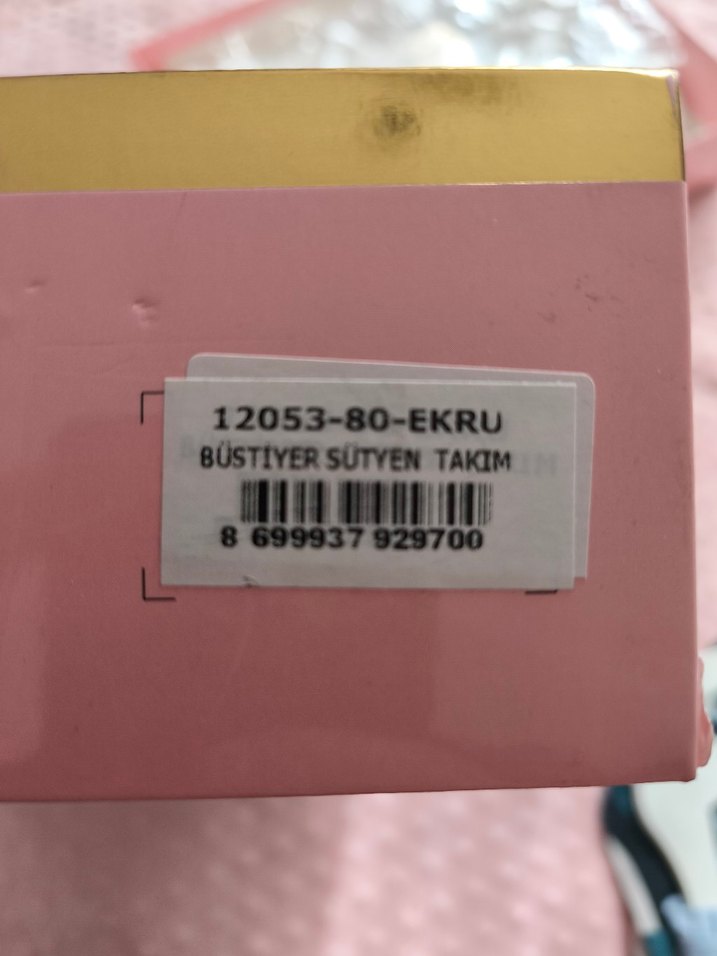 12053-80-EKRU
BÜSTİYER SÜTYEN TAKIM
8 699937 929700